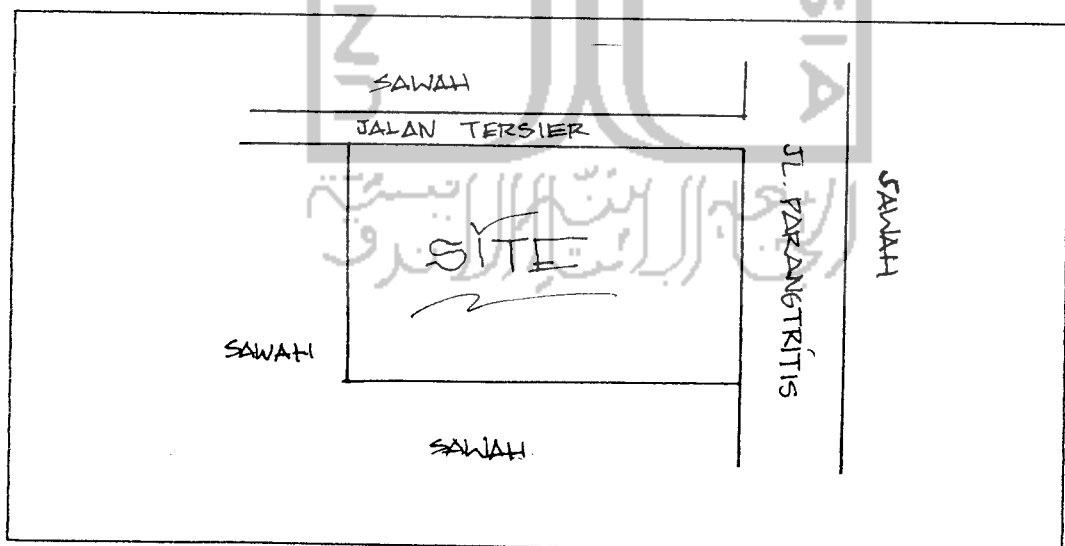 SAWAH
JALAN TERSIER
SITE
JL. PARANGTRITIS
SAWAH
SAWAH
SAWAH